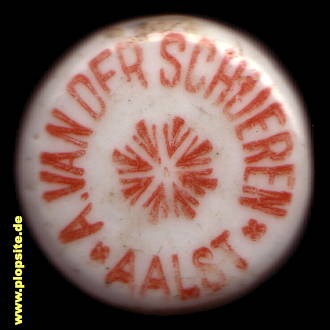 A. VAN DER SCHUEREN
AALST
www.plopsite.de